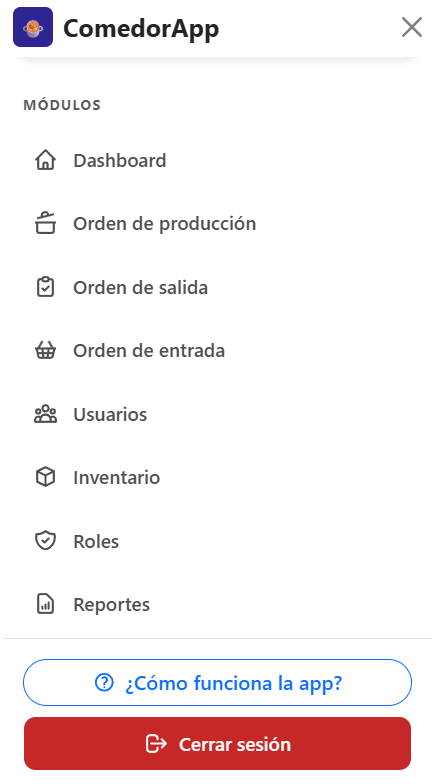 ComedorApp
MÓDULOS
Dashboard
Orden de producción
Orden de salida
Orden de entrada
Usuarios
Inventario
Roles
Reportes
¿Cómo funciona la app?
Cerrar sesión